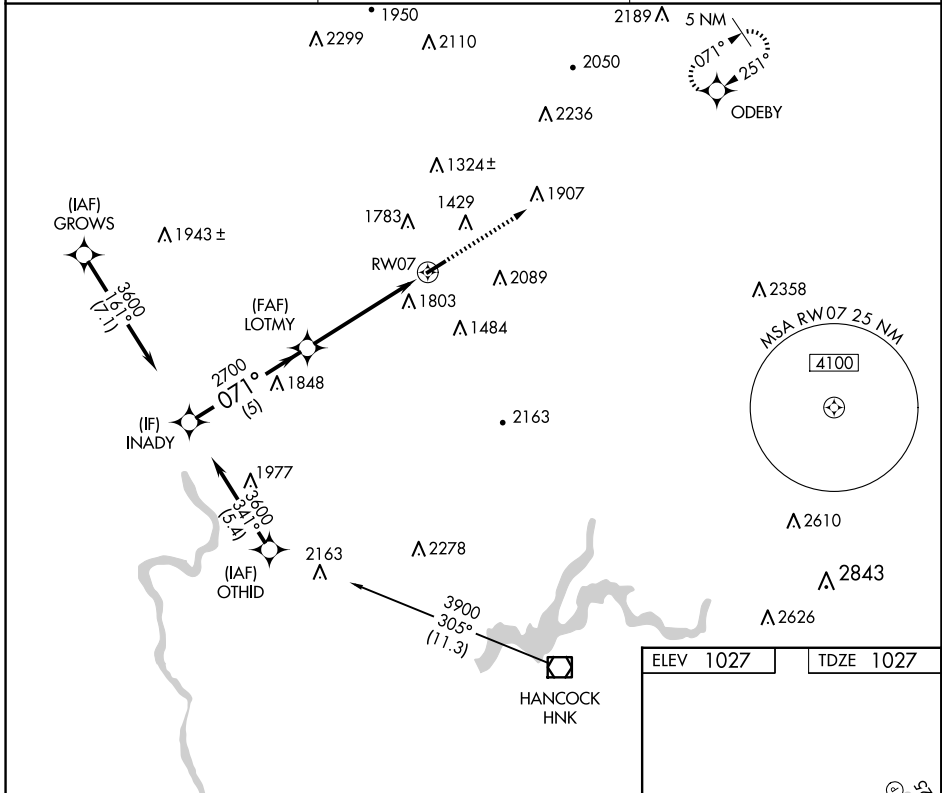 1950
2189
5 NM
2299
2110
071°
251°
2050
ODEBY
2236
1324±
(IAF)
GROWS
1943±
1783
1429
1907
RW07
2089
3600
161°
(7.1)
(FAF)
LOTMY
1803
1484
2358
MSA RW07 25 NM
4100
2700
071°
(5)
1848
(IF)
INADY
2163
1977
3600
341°
(5.4)
2610
(IAF)
OTHID
2163
2278
2843
3900
305°
(11.3)
2626
HANCOCK
HNK
ELEV 1027
TDZE 1027
P